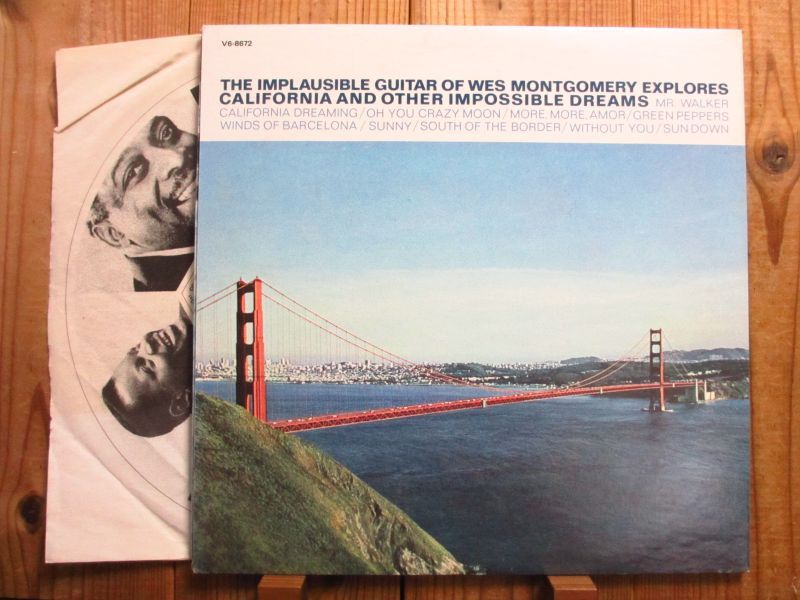 V6-8672
THE IMPLAUSIBLE GUITAR OF WES MONTGOMERY EXPLORES
CALIFORNIA AND OTHER IMPOSSIBLE DREAMS MR. WALKER
CALIFORNIA DREAMING/OH YOU CRAZY MOON/MORE, MORE, AMOR/GREEN PEPPERS
WINDS OF BARCELONA/SUNNY/SOUTH OF THE BORDER/WITHOUT YOU/SUN DOWN